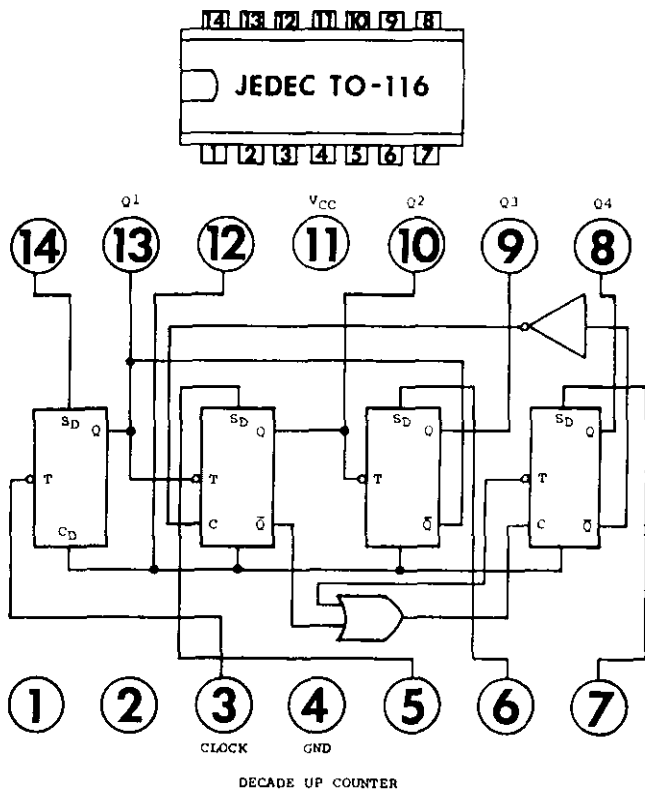 14 13 12 11 10 9 8
JEDEC TO-116
1 2 3 4 5 6 7
Q1 VCC Q2 Q3 Q4
14 13 12 11 10 9 8
SD Q SD Q SD Q SD Q
T T T T
CD C Q̅ Q̅ C Q̅
1 2 3 4 5 6 7
CLOCK GND
DECADE UP COUNTER